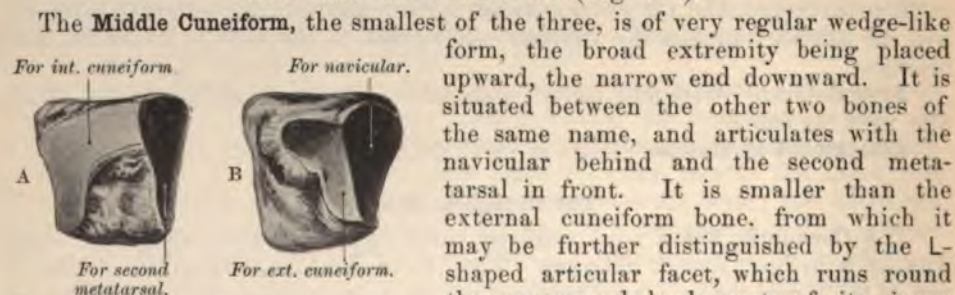 The Middle Cuneiform, the smallest of the three, is of very regular wedge-like
form, the broad extremity being placed
upward, the narrow end downward. It is
situated between the other two bones of
the same name, and articulates with the
navicular behind and the second meta-
tarsal in front. It is smaller than the
external cuneiform bone. from which it
may be further distinguished by the L-
shaped articular facet, which runs round
For int. cuneiform
For navicular.
A
B
For second
metatarsal.
For ext. cuneiform.